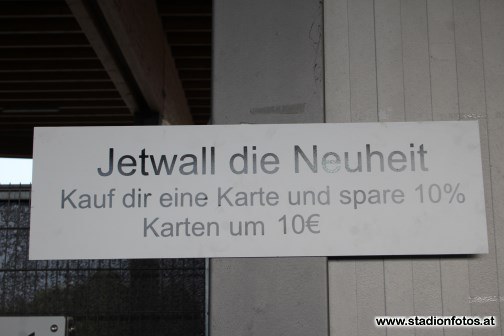 Jetwall die Neuheit
Kauf dir eine Karte und spare 10%
Karten um 10€
www.stadionfotos.at